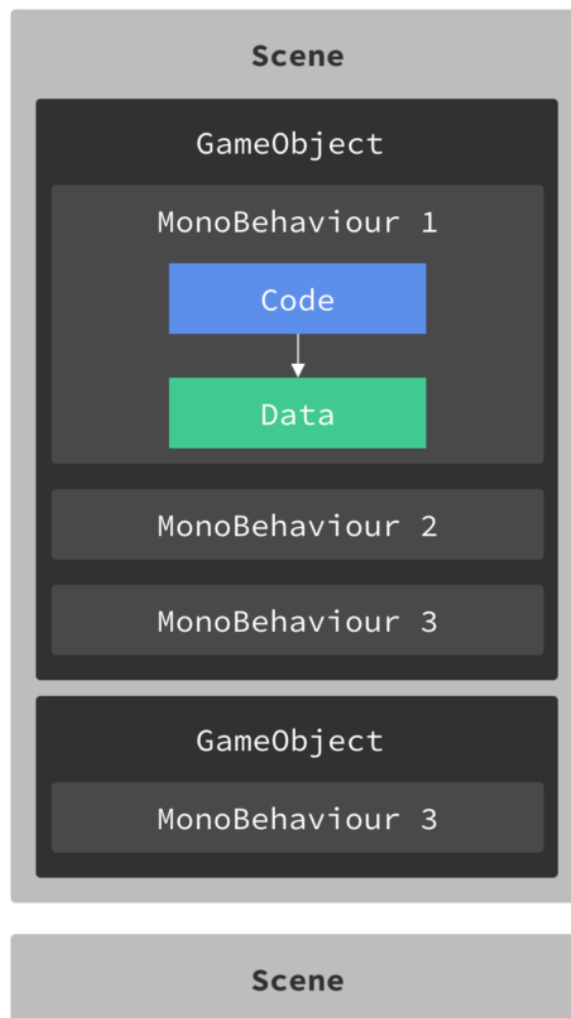 Scene
GameObject
MonoBehaviour 1
Code
Data
MonoBehaviour 2
MonoBehaviour 3
GameObject
MonoBehaviour 3
Scene